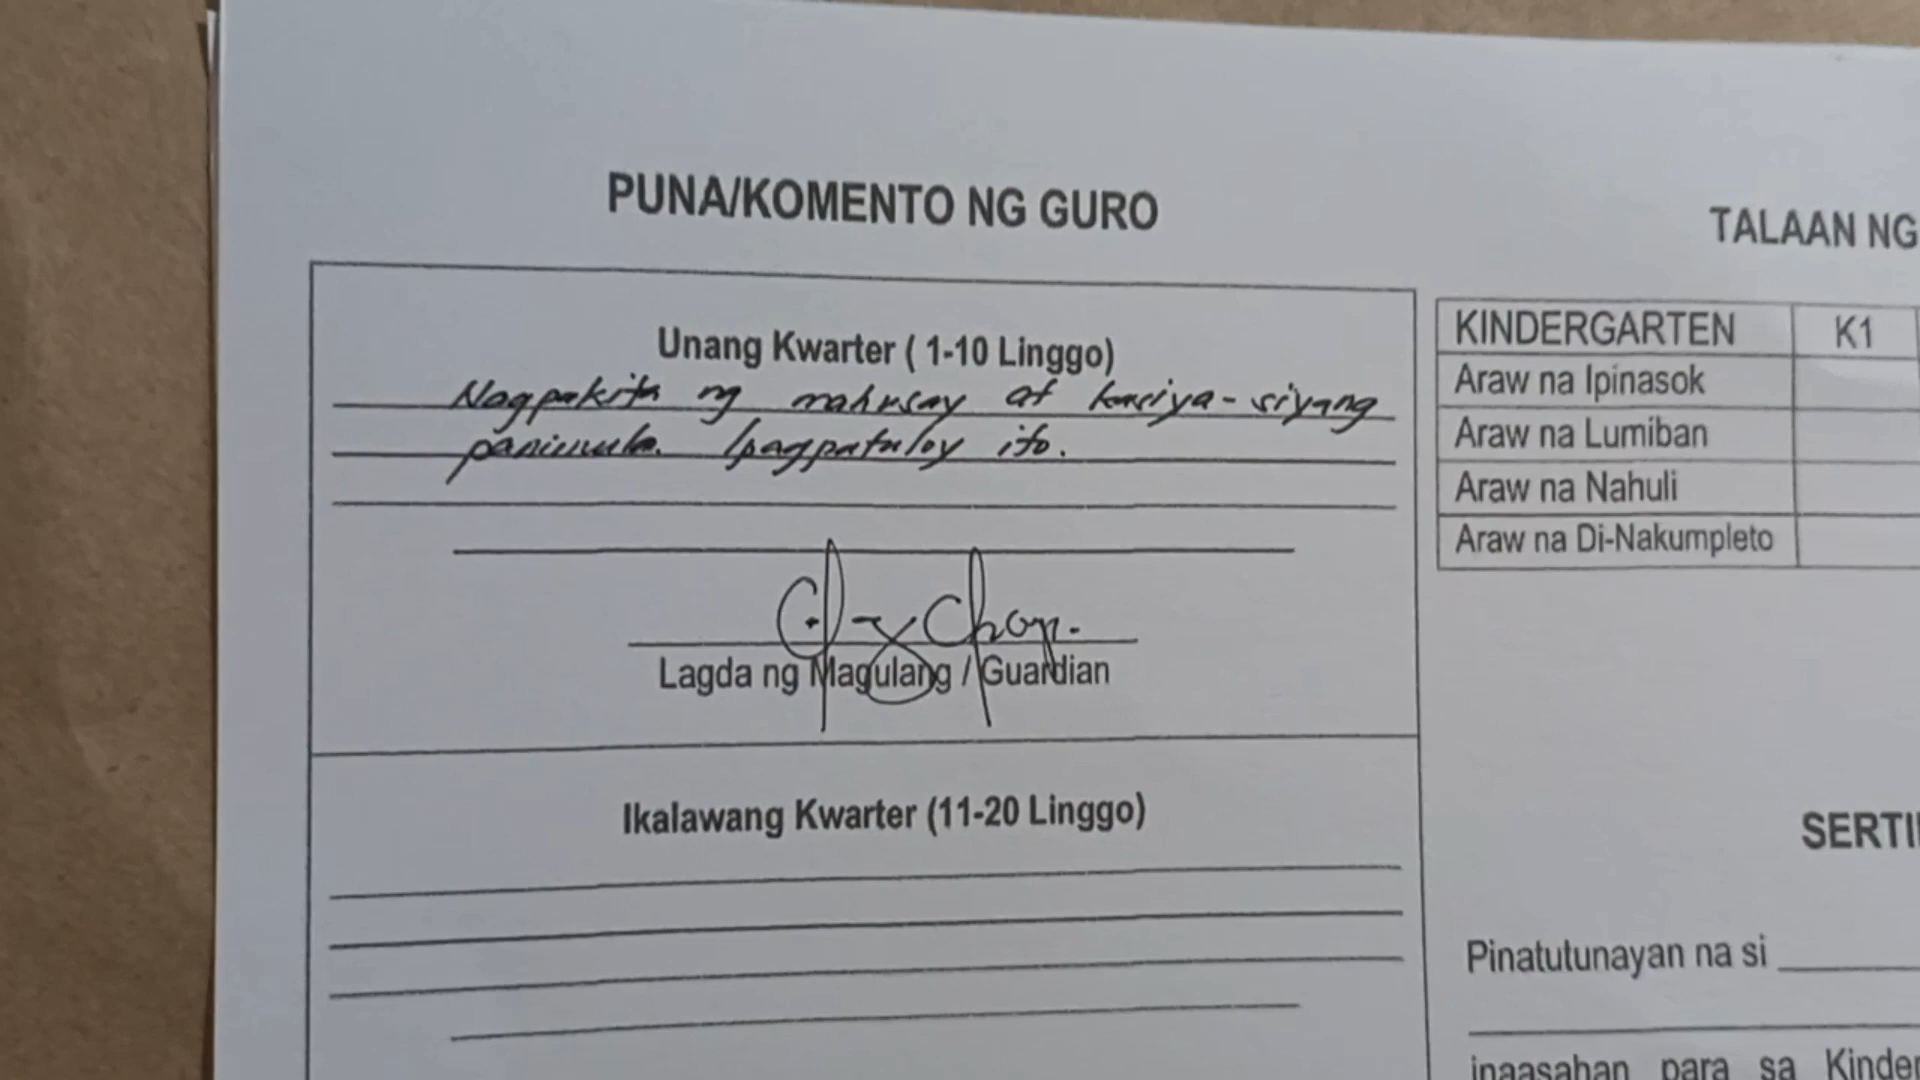 PUNA/KOMENTO NG GURO
Unang Kwarter ( 1-10 Linggo)
Nagpakita ng mahusay at kasiya-siyang
panimula. Ipagpatuloy ito.
Lagda ng Magulang / Guardian
Ikalawang Kwarter (11-20 Linggo)
TALAAN NG
KINDERGARTEN K1
Araw na Ipinasok
Araw na Lumiban
Araw na Nahuli
Araw na Di-Nakumpleto
SERTI
Pinatutunayan na si
inaasahan para sa Kinder